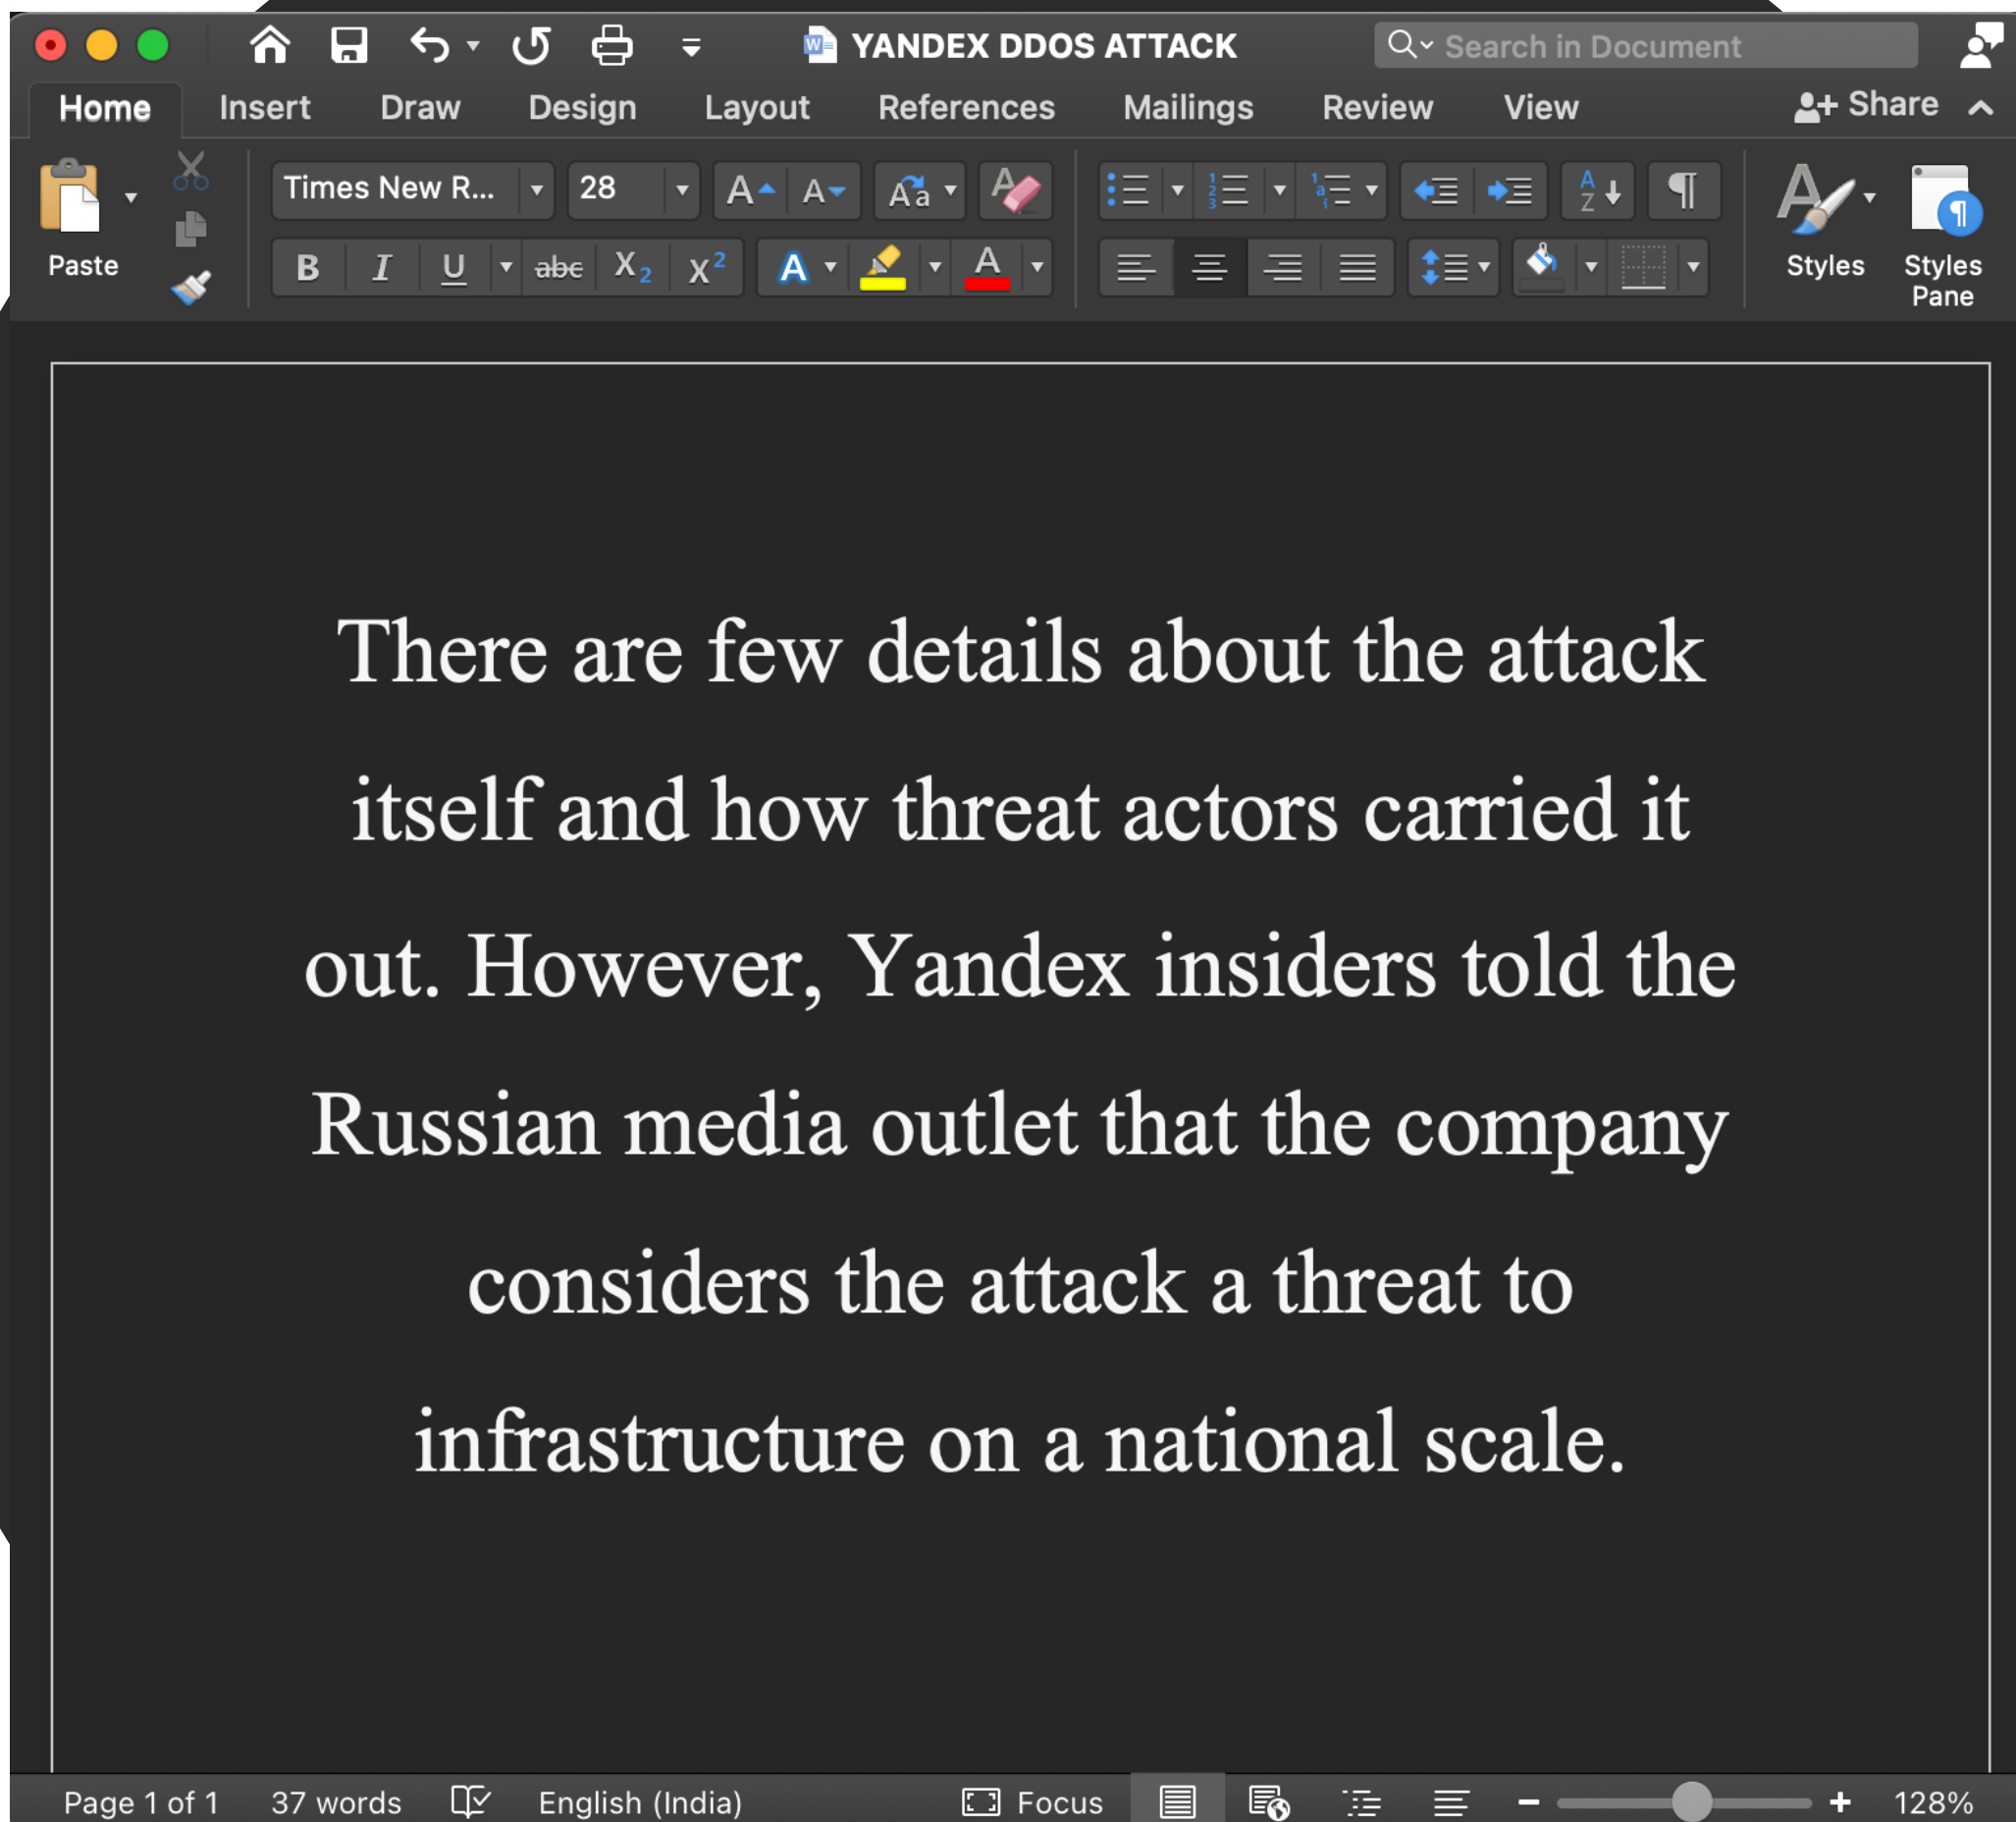 YANDEX DDOS ATTACK
Search in Document
Home Insert Draw Design Layout References Mailings Review View Share
Times New R... 28
Paste
Styles
Styles Pane
There are few details about the attack
itself and how threat actors carried it
out. However, Yandex insiders told the
Russian media outlet that the company
considers the attack a threat to
infrastructure on a national scale.
Page 1 of 1 37 words English (India) Focus 128%